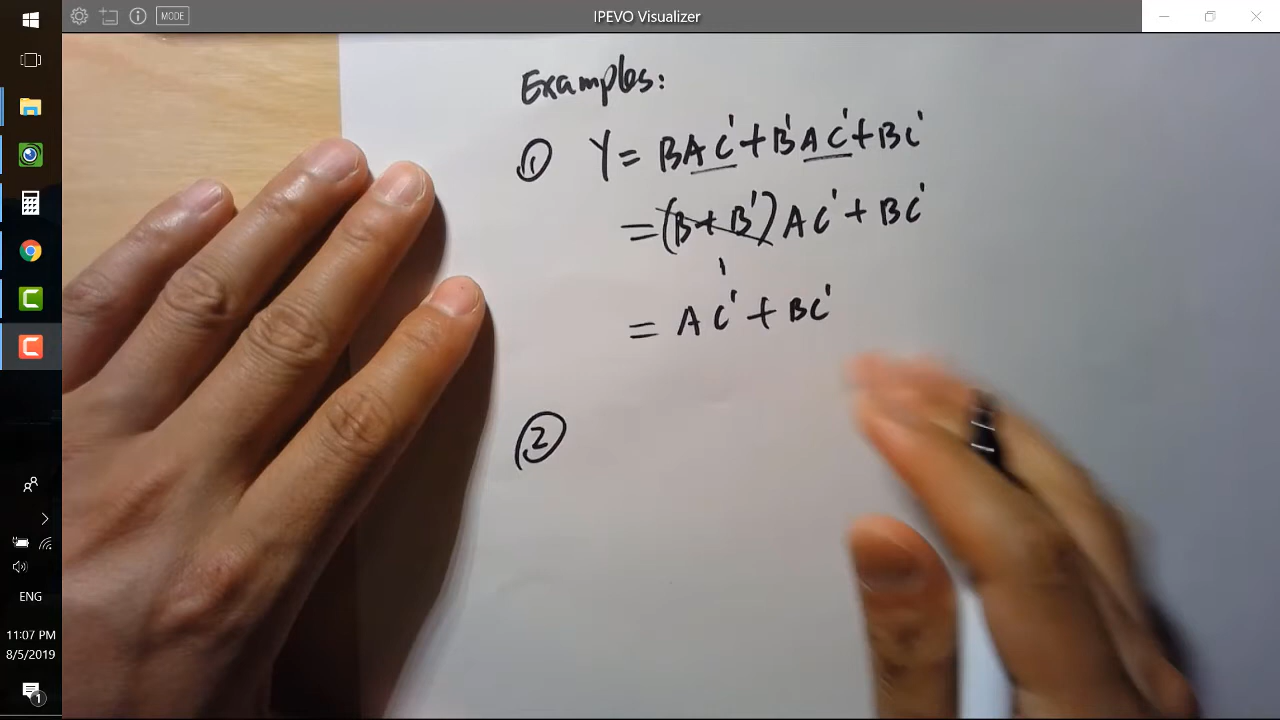 MODE
IPEVO Visualizer
Examples:
① Y = BAC' + B'AC' + BC'
= (B + B') AC' + BC'
1
= AC' + BC'
②
ENG
11:07 PM
8/5/2019
1